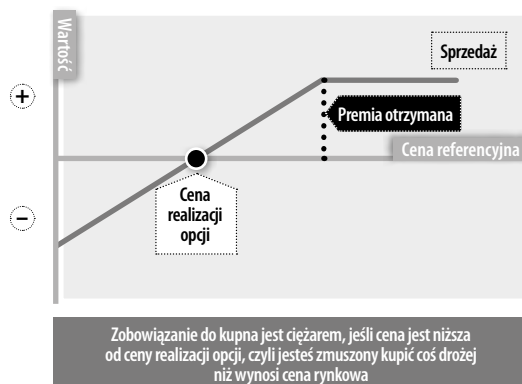 Wartość
Sprzedaż
+
Premia otrzymana
Cena referencyjna
Cena
realizacji
opcji
−
Zobowiązanie do kupna jest ciężarem, jeśli cena jest niższa
od ceny realizacji opcji, czyli jesteś zmuszony kupić coś drożej
niż wynosi cena rynkowa